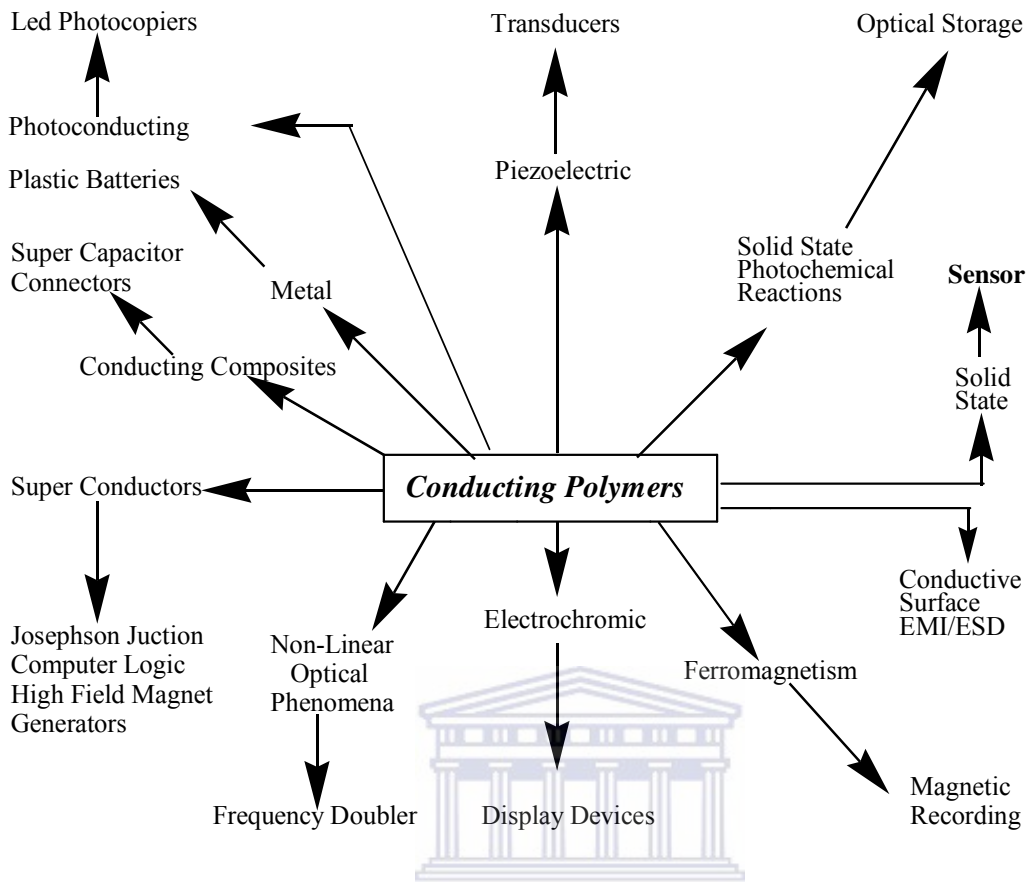 Led Photocopiers
Transducers
Optical Storage
Photoconducting
Piezoelectric
Plastic Batteries
Solid State
Photochemical
Reactions
Super Capacitor
Connectors
Metal
Sensor
Conducting Composites
Solid
State
Super Conductors
Conducting Polymers
Conductive
Surface
EMI/ESD
Josephson Juction
Computer Logic
High Field Magnet
Generators
Non-Linear
Optical
Phenomena
Electrochromic
Ferromagnetism
Frequency Doubler
Display Devices
Magnetic
Recording